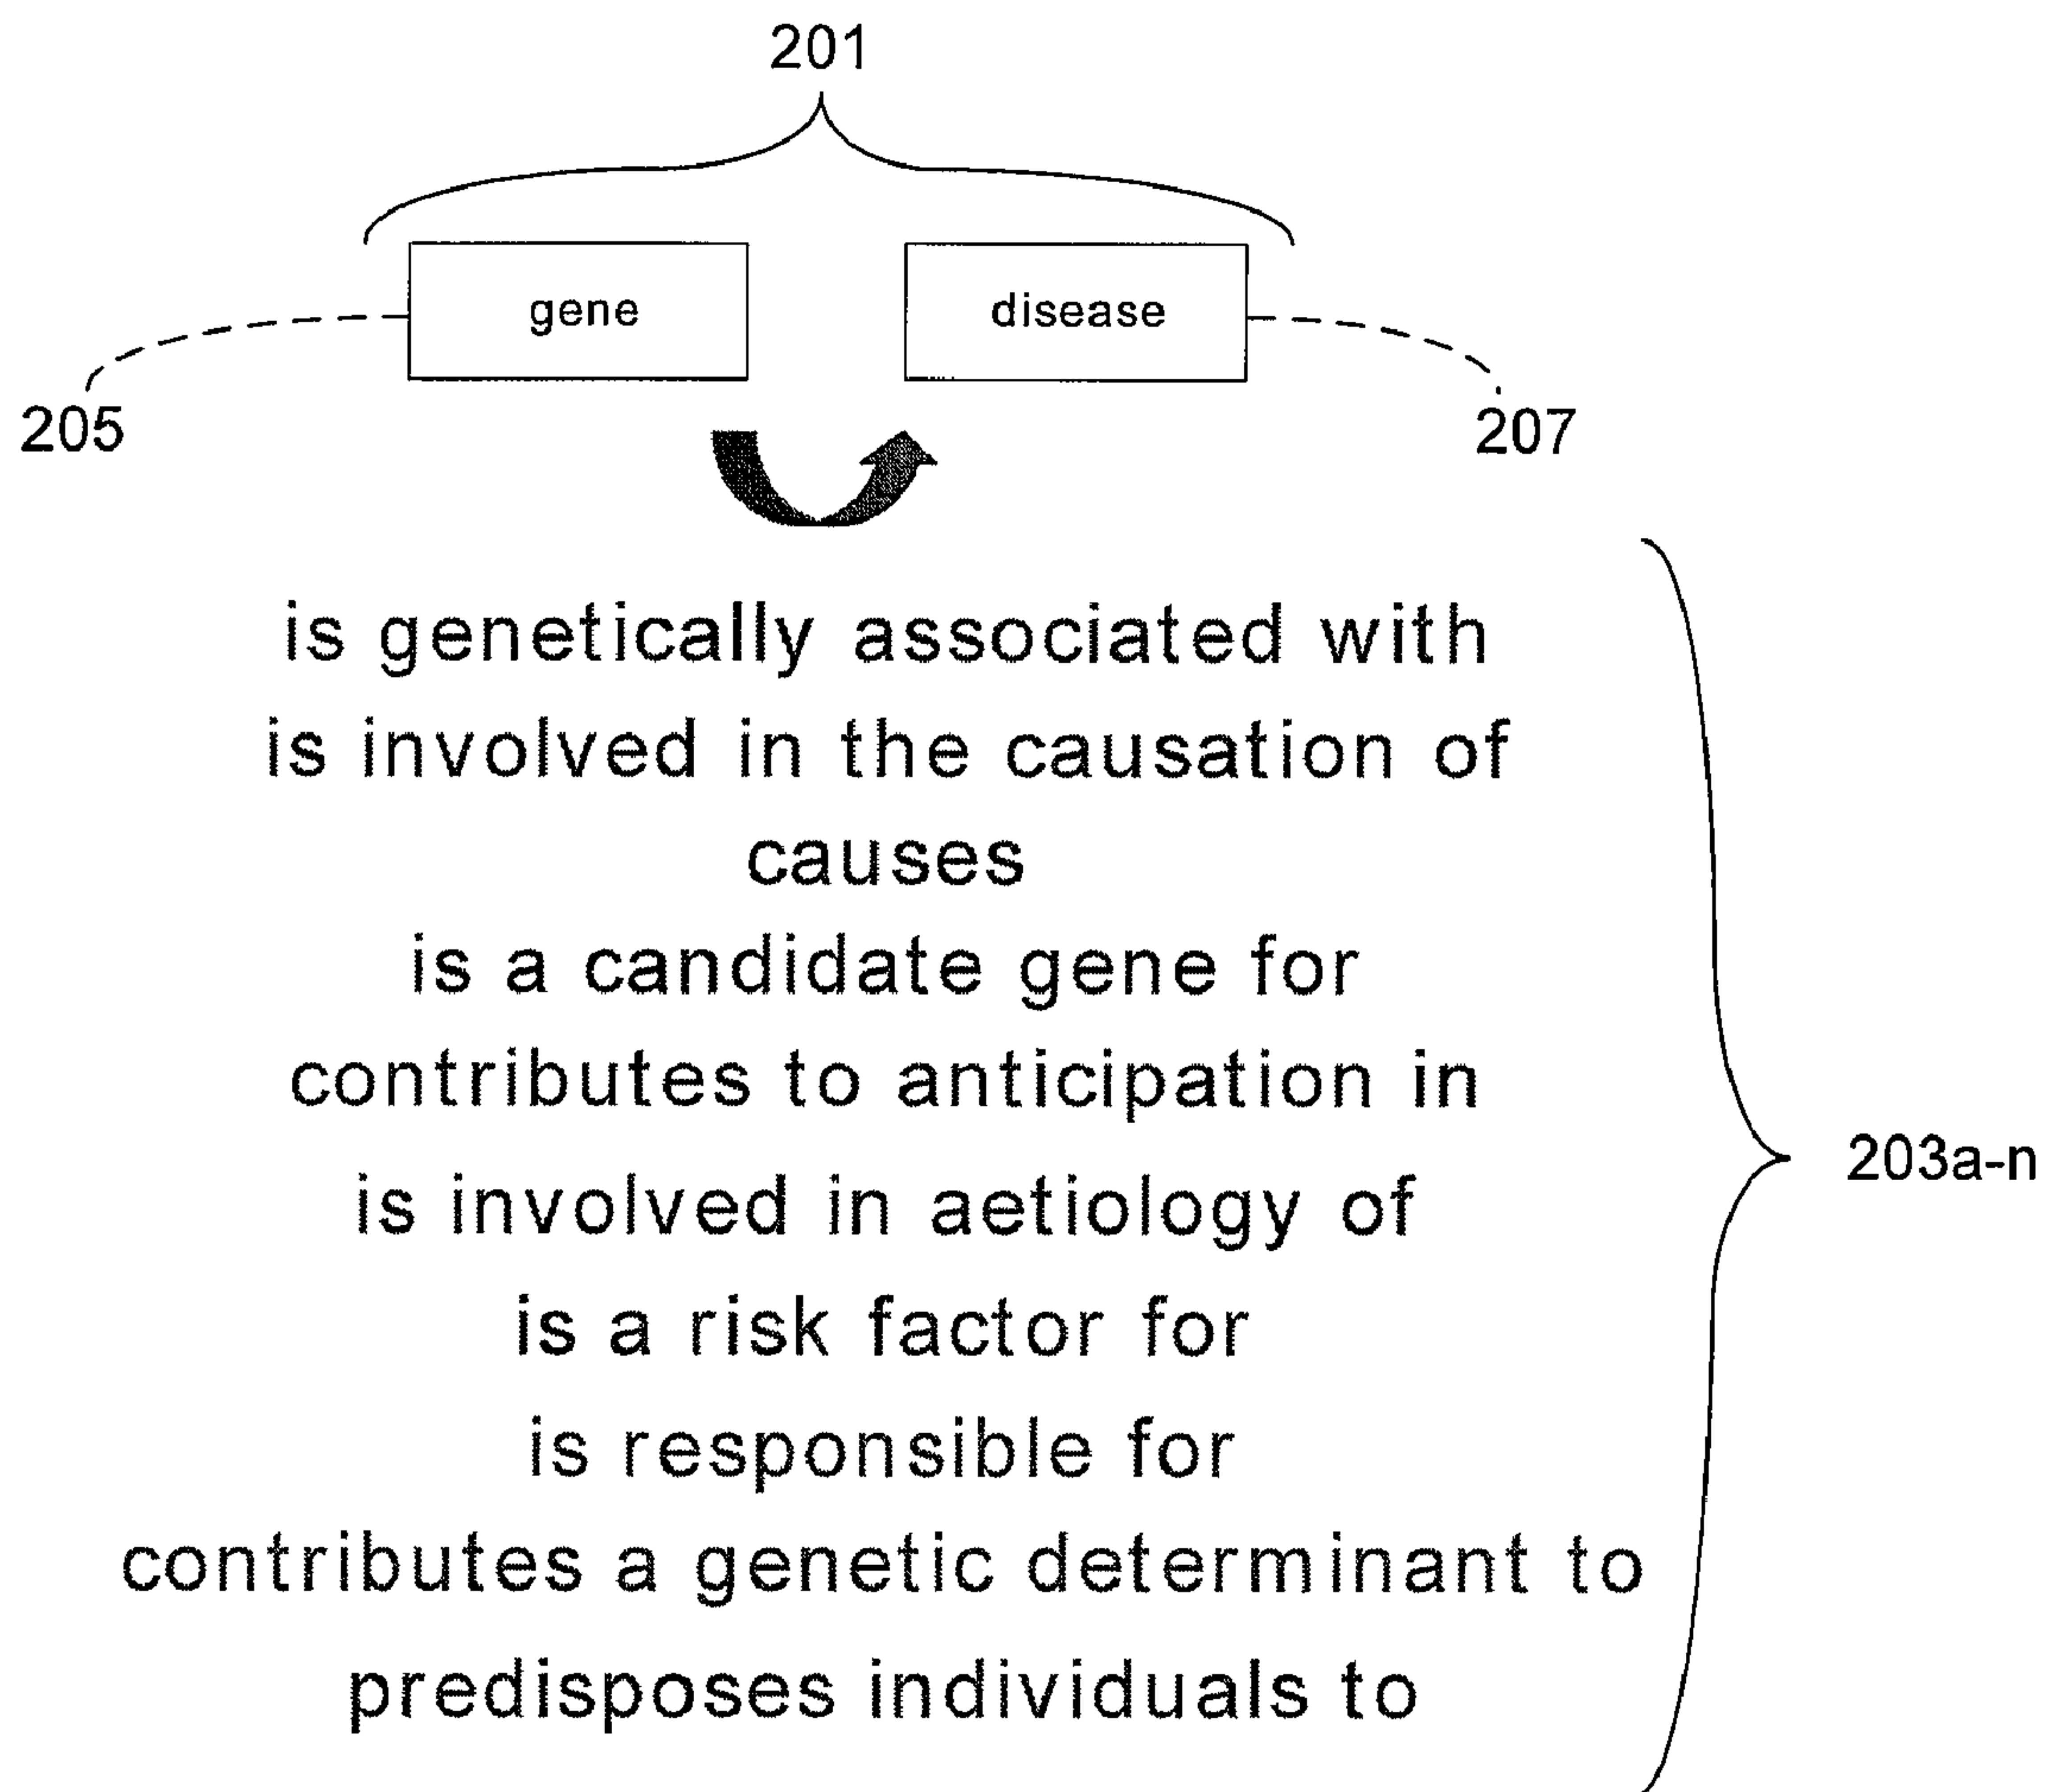 201
gene disease
205 207
is genetically associated with
is involved in the causation of
causes
is a candidate gene for
contributes to anticipation in
203a-n
is involved in aetiology of
is a risk factor for
is responsible for
contributes a genetic determinant to
predisposes individuals to